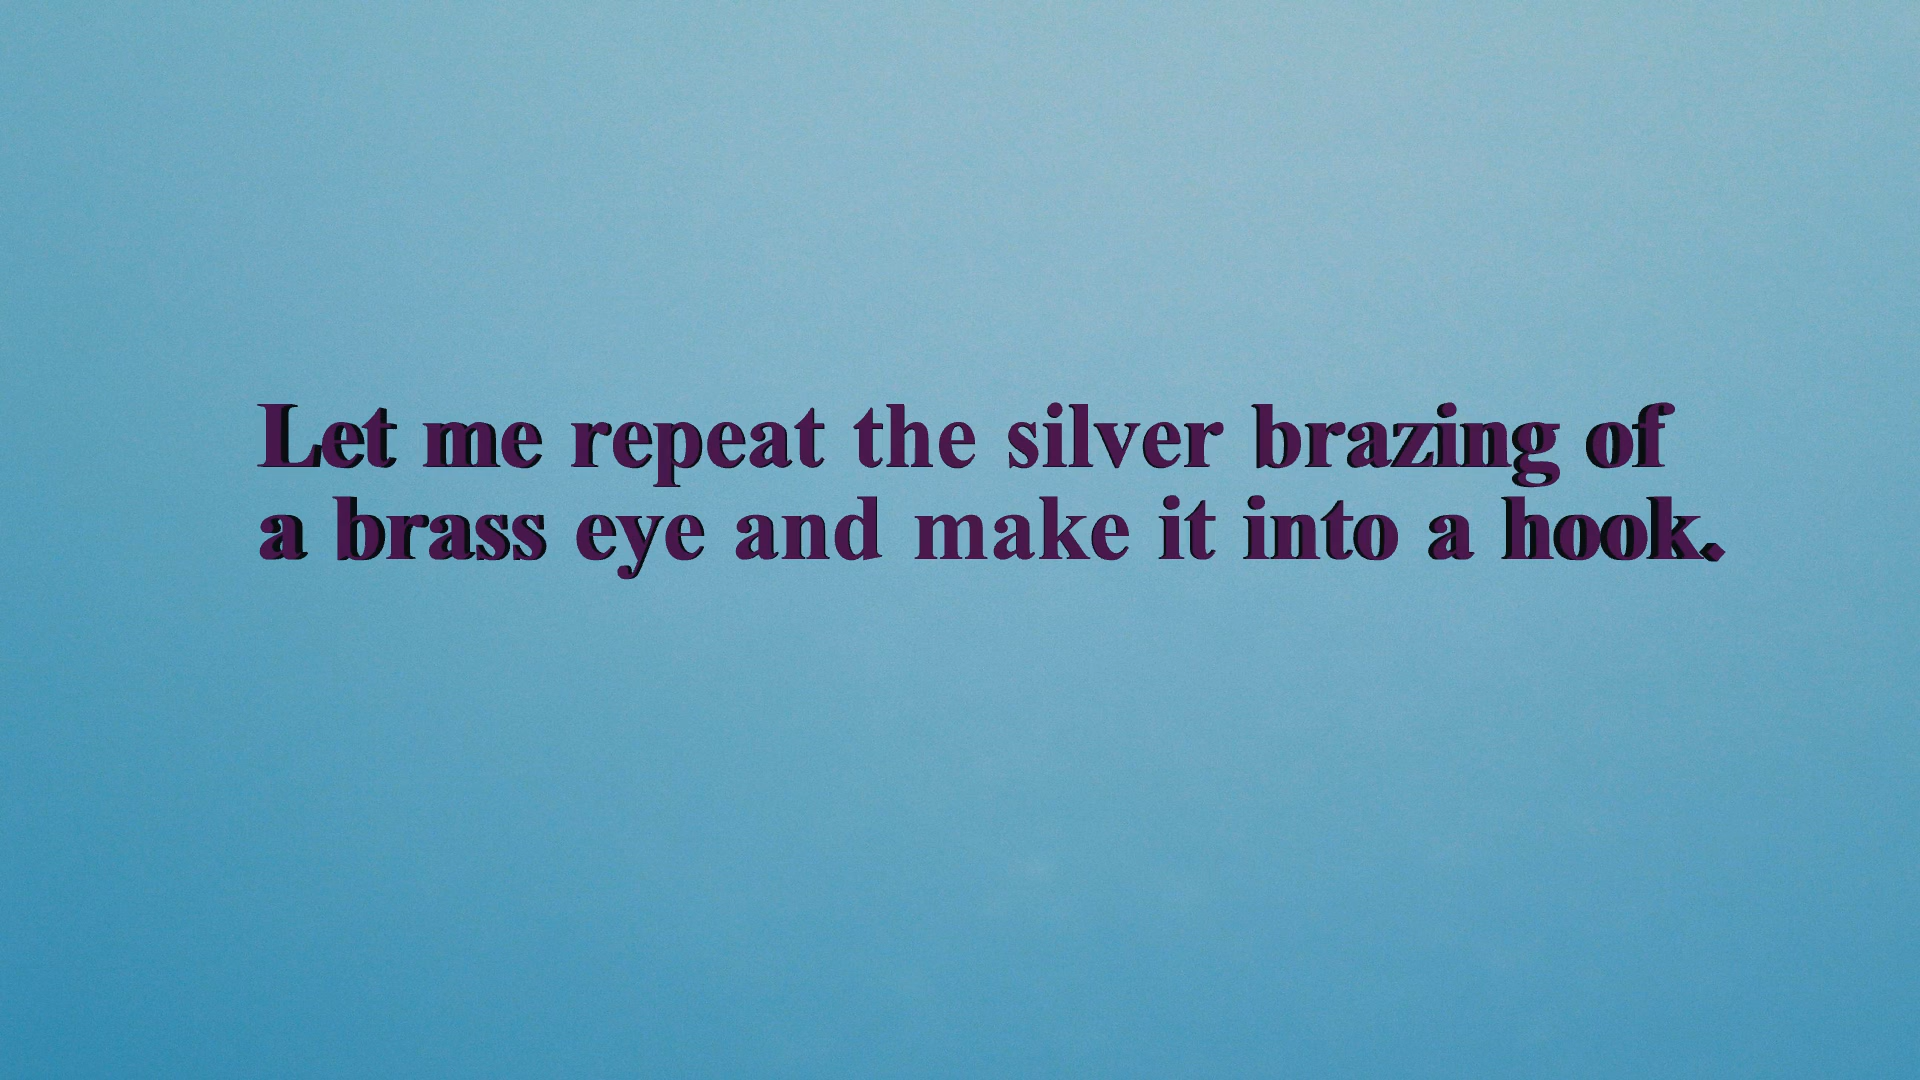 Let me repeat the silver brazing of
a brass eye and make it into a hook.